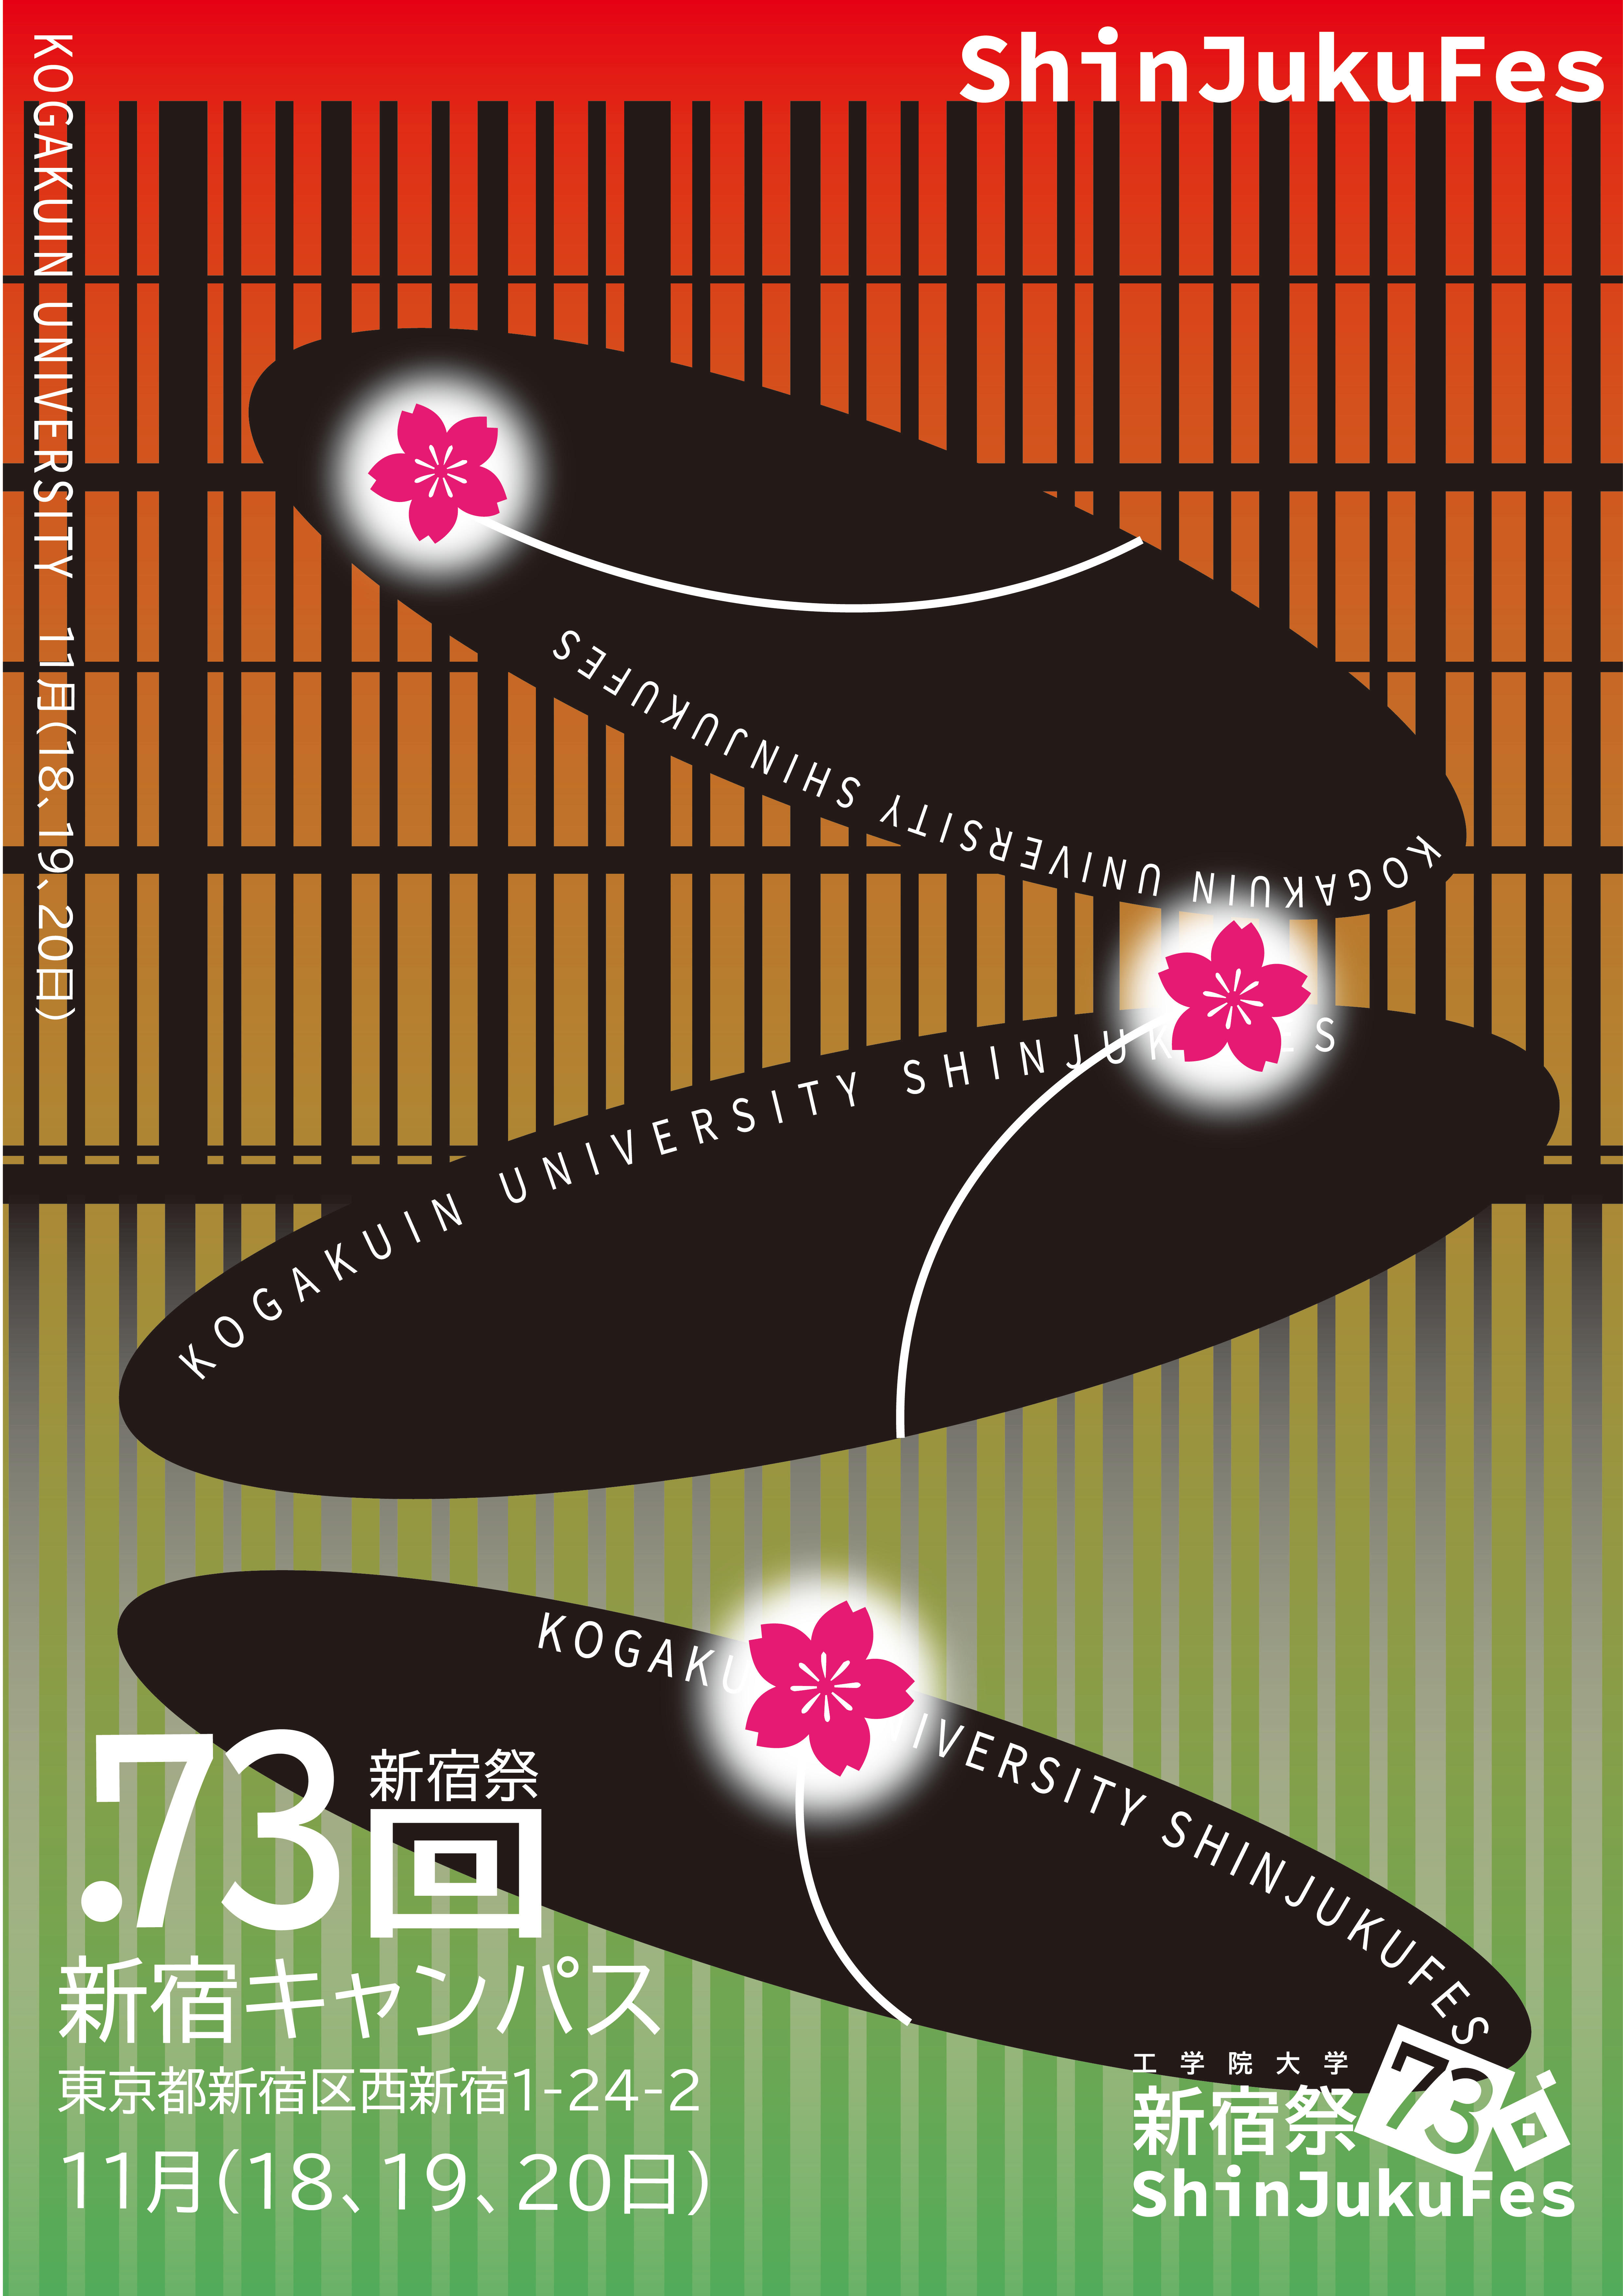 ShinJukuFes
KOGAKUIN UNIVERSITY 11月(18、19、20日)
KOGAKUIN UNIVERSITY SHINJUKUFES
KOGAKUIN UNIVERSITY SHINJUK ES
KOGAKU IVERSITY SHINJUKUFES
.73回
新宿祭
新宿キャンパス
東京都新宿区西新宿1-24-2
11月(18、19、20日)
工学院大学
新宿祭 73回
ShinJukuFes